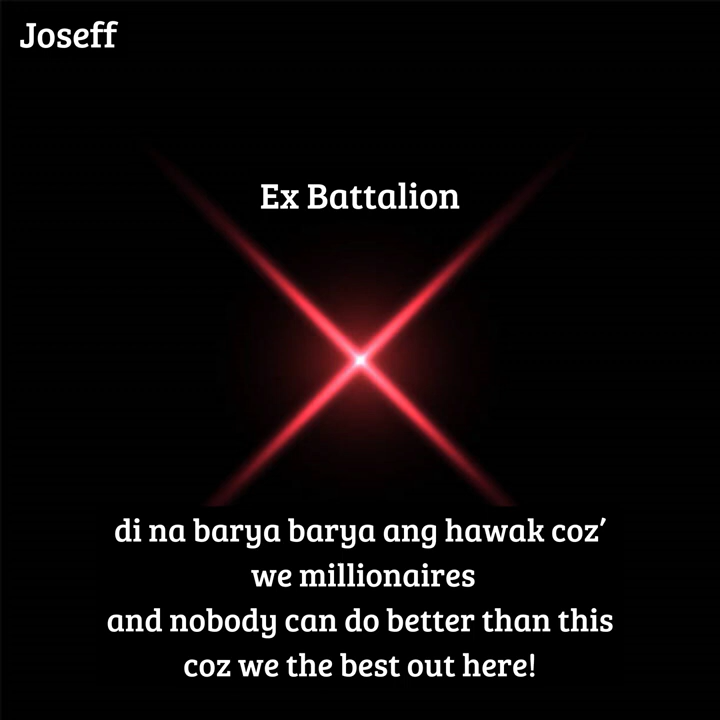 Joseff
Ex Battalion
di na barya barya ang hawak coz’
we millionaires
and nobody can do better than this
coz we the best out here!